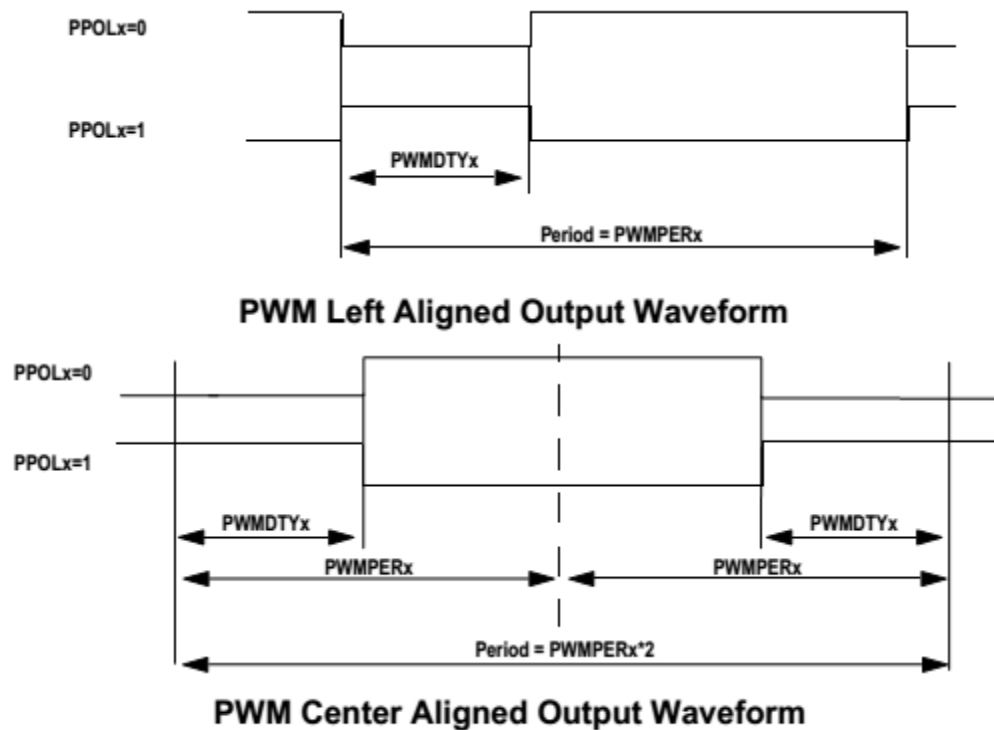 PPOLx=0
PPOLx=1
PWMDTYx
Period = PWMPERx
PWM Left Aligned Output Waveform
PPOLx=0
PPOLx=1
PWMDTYx
PWMDTYx
PWMPERx
PWMPERx
Period = PWMPERx*2
PWM Center Aligned Output Waveform